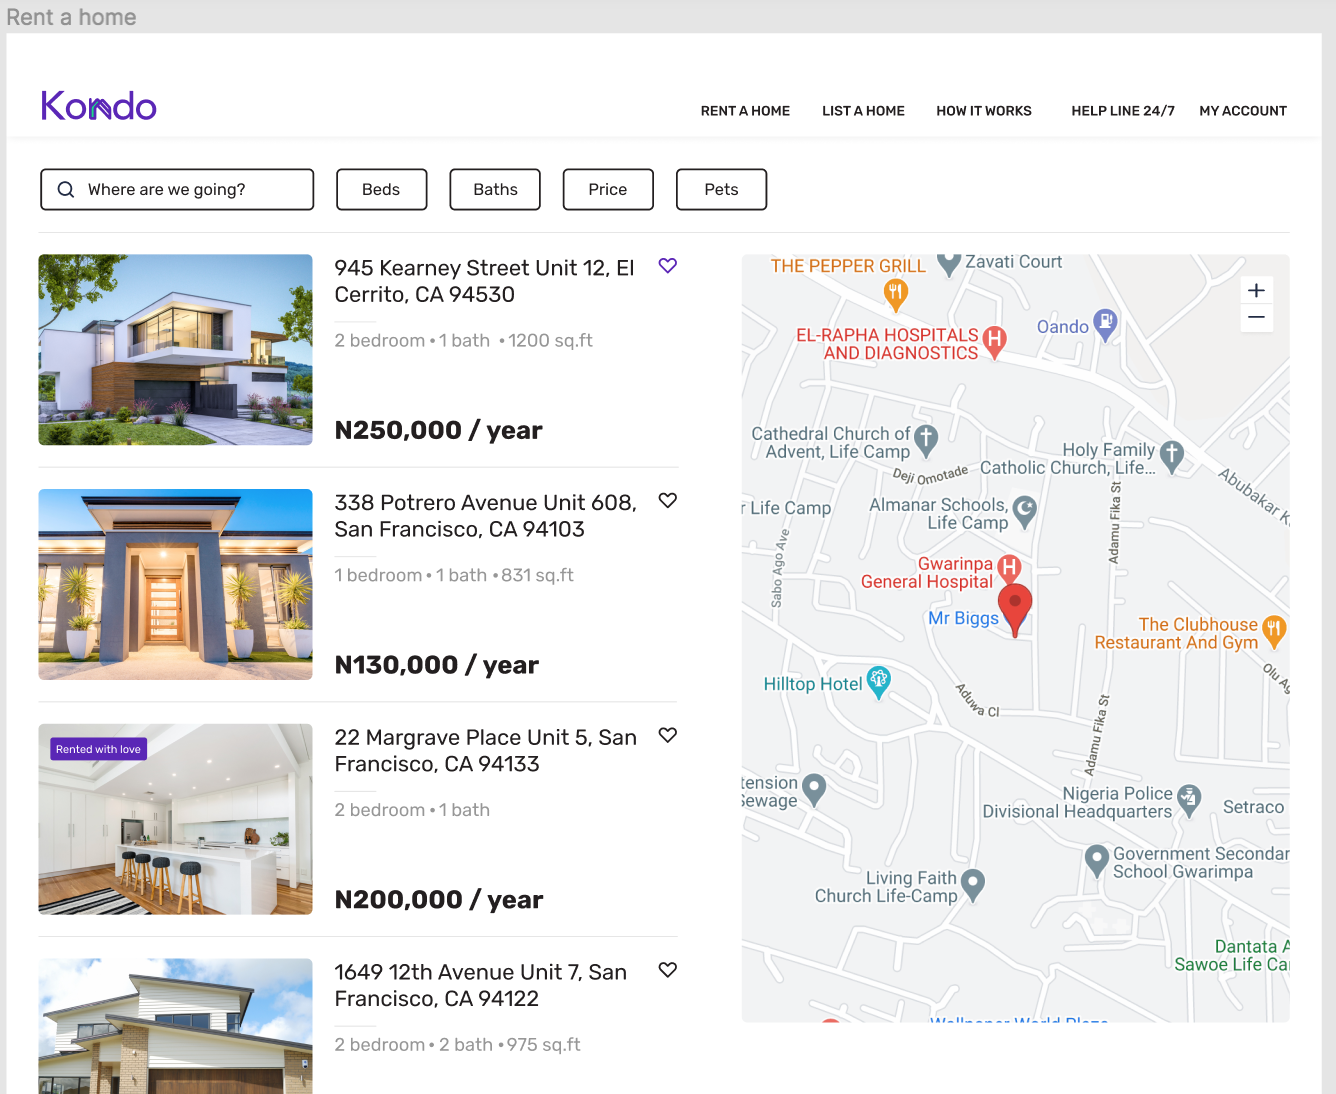 Rent a home
Kondo
RENT A HOME
LIST A HOME
HOW IT WORKS
HELP LINE 24/7
MY ACCOUNT
Where are we going?
Beds
Baths
Price
Pets
945 Kearney Street Unit 12, El
Cerrito, CA 94530
2 bedroom • 1 bath • 1200 sq.ft
N250,000 / year
338 Potrero Avenue Unit 608,
San Francisco, CA 94103
1 bedroom • 1 bath • 831 sq.ft
N130,000 / year
Rented with love
22 Margrave Place Unit 5, San
Francisco, CA 94133
2 bedroom • 1 bath
N200,000 / year
1649 12th Avenue Unit 7, San
Francisco, CA 94122
2 bedroom • 2 bath • 975 sq.ft
THE PEPPER GRILL
Zavati Court
EL-RAPHA HOSPITALS
AND DIAGNOSTICS
Oando
Cathedral Church of
Advent, Life Camp
Deji Omotade
Holy Family
Catholic Church, Life...
Abubakar K
r Life Camp
Almanar Schools,
Life Camp
Adamu Fika St
Sabo Ago Ave
Gwarinpa
General Hospital
Mr Biggs
The Clubhouse
Restaurant And Gym
Olu Ag
Hilltop Hotel
Aduwa Cl
Adamu Fika St
tension
Sewage
Nigeria Police
Divisional Headquarters
Setraco
Government Secondar
School Gwarimpa
Living Faith
Church Life-Camp
Dantata A
Sawoe Life Ca
Wallpaper World Plaza